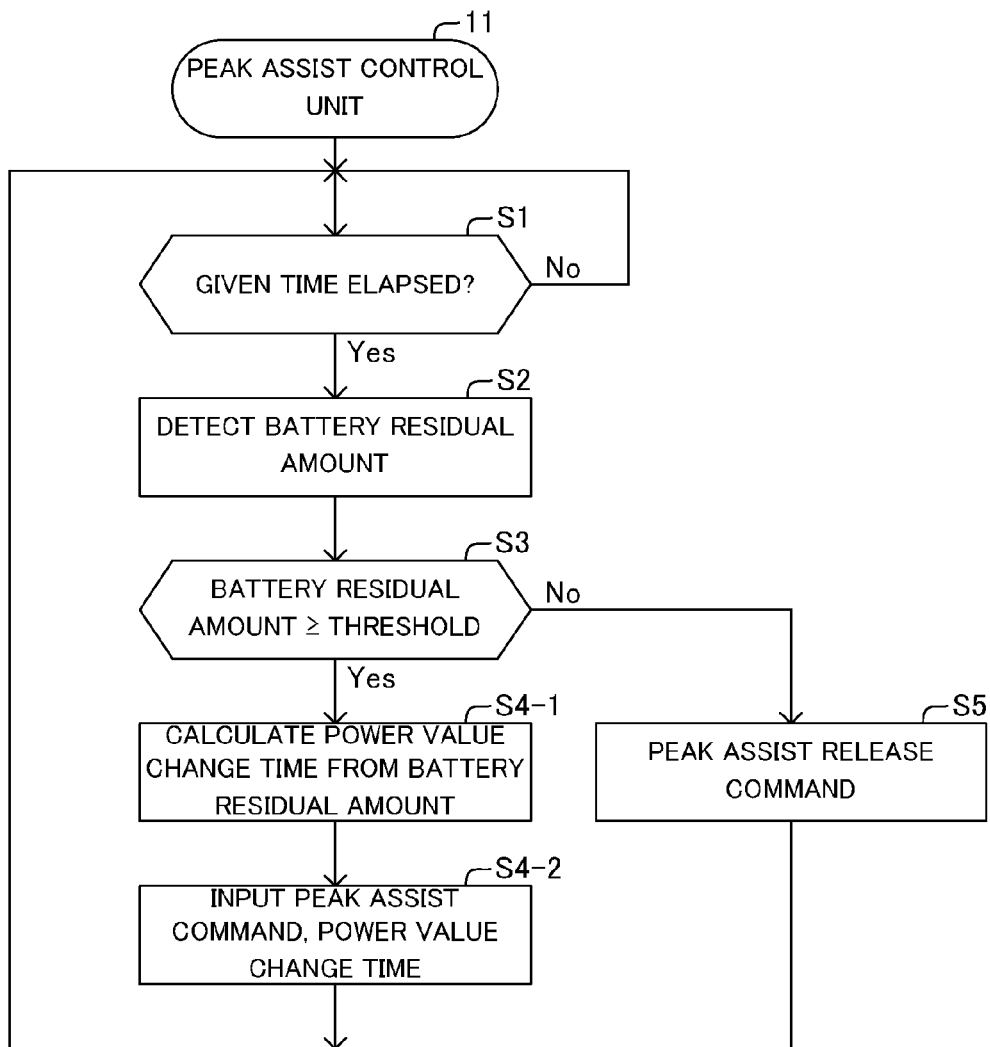 11
PEAK ASSIST CONTROL
UNIT
S1
GIVEN TIME ELAPSED?
No
Yes
S2
DETECT BATTERY RESIDUAL
AMOUNT
S3
BATTERY RESIDUAL
AMOUNT ≥ THRESHOLD
No
Yes
S4-1
CALCULATE POWER VALUE
CHANGE TIME FROM BATTERY
RESIDUAL AMOUNT
S5
PEAK ASSIST RELEASE
COMMAND
S4-2
INPUT PEAK ASSIST
COMMAND, POWER VALUE
CHANGE TIME